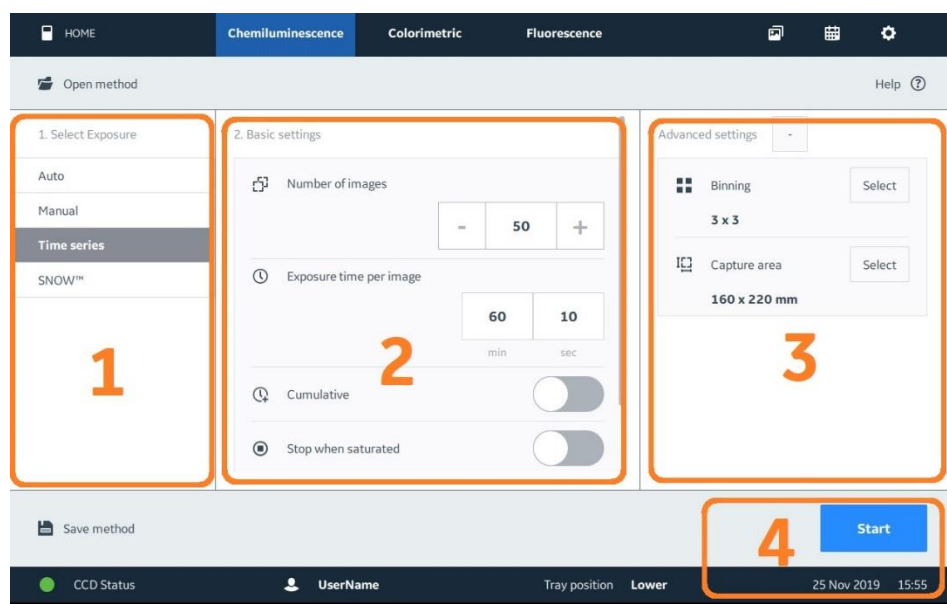 HOME Chemiluminescence Colorimetric Fluorescence
Open method Help ?
1. Select Exposure
Auto
Manual
Time series
SNOW™
1
2. Basic settings
Number of images
- 50 +
Exposure time per image
60 10
min sec
2
Cumulative
Stop when saturated
Advanced settings -
Binning Select
3 x 3
Capture area Select
160 x 220 mm
3
Save method
4 Start
CCD Status UserName Tray position Lower 25 Nov 2019 15:55